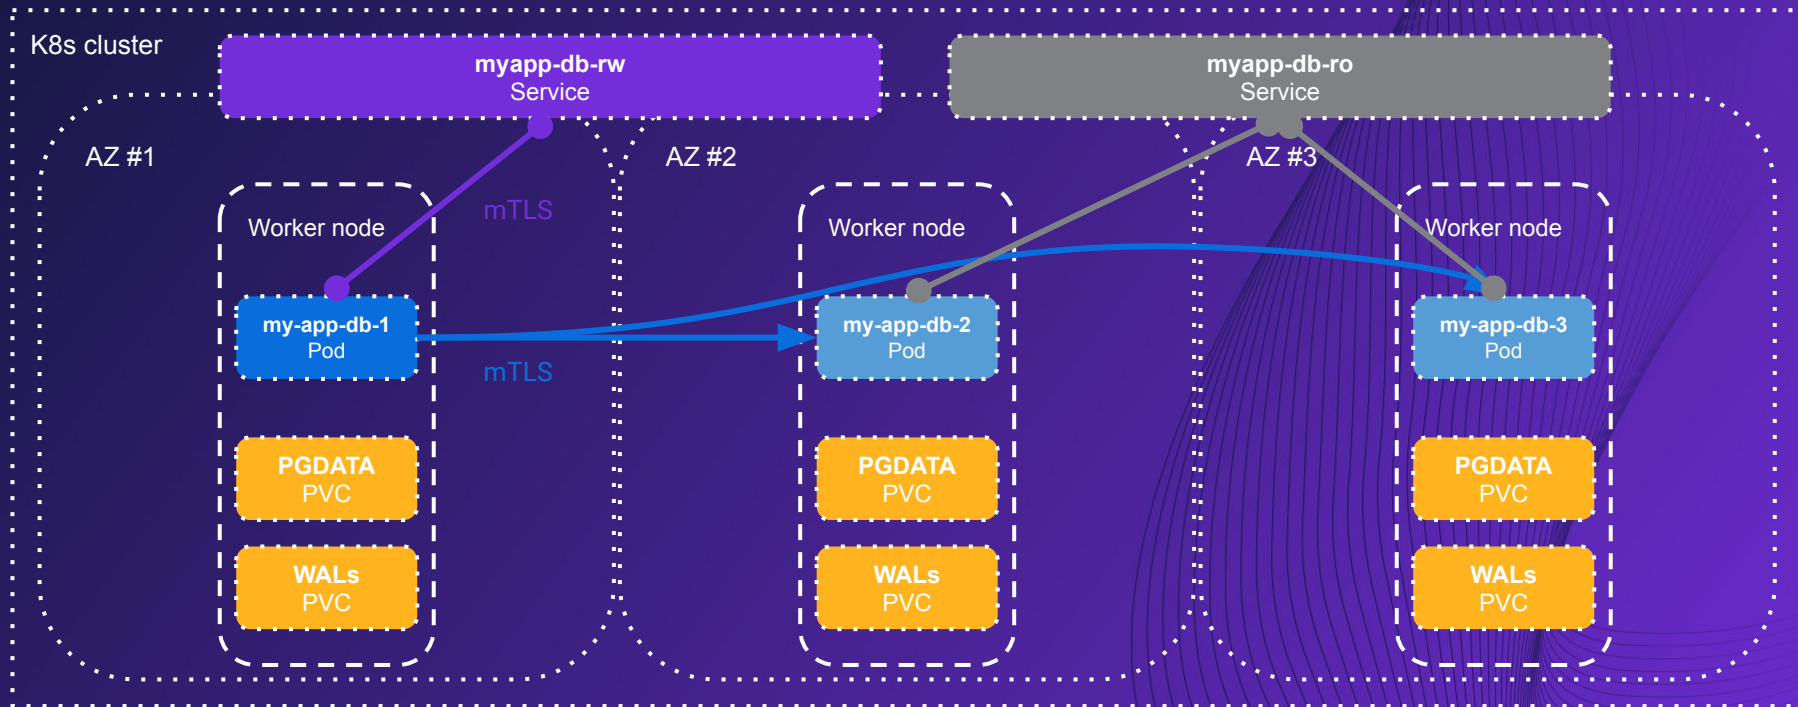 K8s cluster
myapp-db-rw
Service
myapp-db-ro
Service
AZ #1
AZ #2
AZ #3
mTLS
Worker node
Worker node
Worker node
my-app-db-1
Pod
my-app-db-2
Pod
my-app-db-3
Pod
mTLS
PGDATA
PVC
PGDATA
PVC
PGDATA
PVC
WALs
PVC
WALs
PVC
WALs
PVC